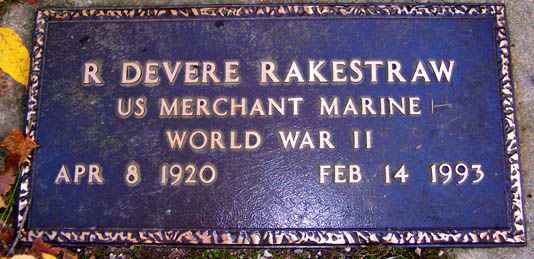 R DEVERE RAKESTRAW
US MERCHANT MARINE
WORLD WAR II
APR 8 1920 FEB 14 1993